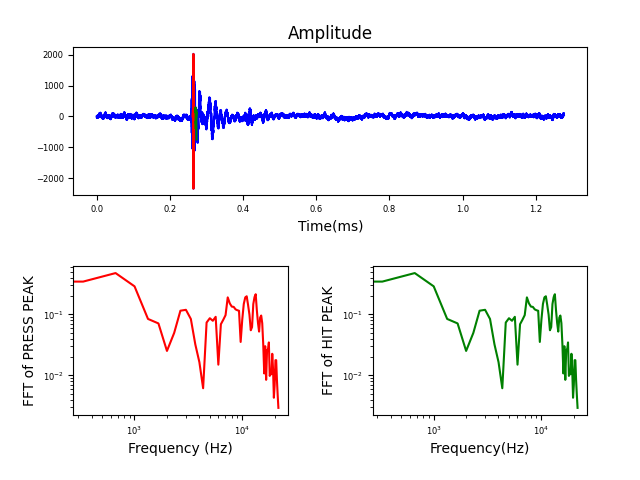 Amplitude
2000
1000
0
−1000
−2000
0.0 0.2 0.4 0.6 0.8 1.0 1.2
Time(ms)
FFT of PRESS PEAK
10⁻¹
10⁻²
10³ 10⁴
Frequency (Hz)
FFT of HIT PEAK
10⁻¹
10⁻²
10³ 10⁴
Frequency(Hz)